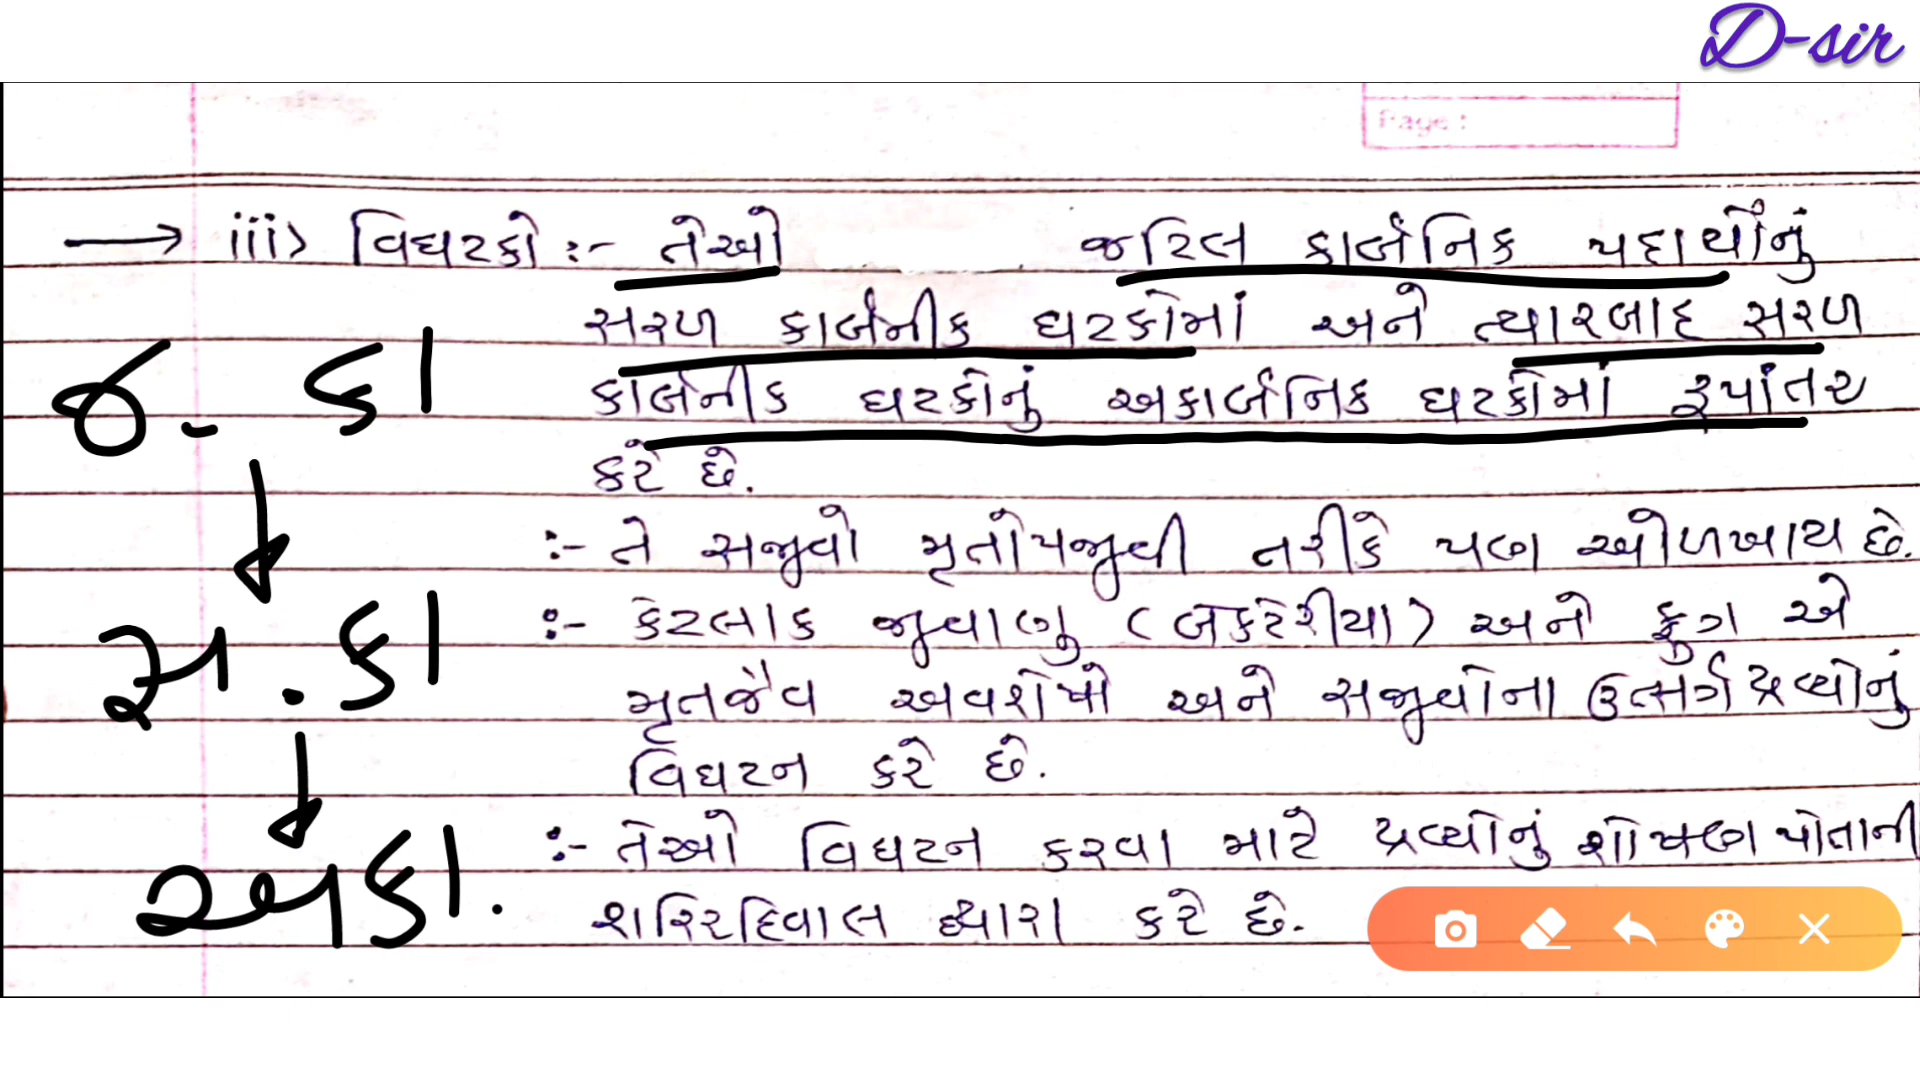 D-sir
Page :
→ iii) વિઘટકો :- તેઓ જટિલ કાર્બનિક પદાર્થોનું
સરળ કાર્બનીક ઘટકોમાં અને ત્યારબાદ સરળ
કાર્બનીક ઘટકોનું અકાર્બનિક ઘટકોમાં રૂપાંતર
કરે છે.
:- તે સજીવો મૃતોપજીવી તરીકે પણ ઓળખાય છે.
:- કેટલાક જીવાણુ (બેકટેરીયા) અને ફુગ એ
મૃતજૈવ અવશેષો અને સજીવોના ઉત્સર્ગ દ્રવ્યોનું
વિઘટન કરે છે.
:- તેઓ વિઘટન કરવા માટે દ્રવ્યોનું શોષણ પોતાની
શરિરદિવાલ દ્વારા કરે છે.
જ. કા
↓
સ. કા
↓
અકા.